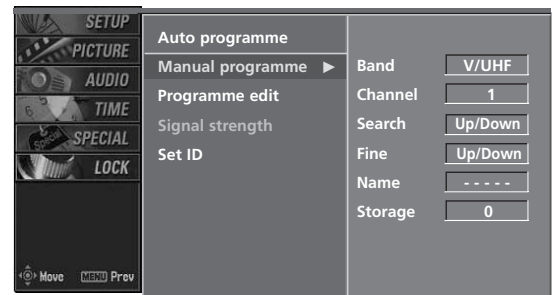 SETUP
PICTURE
AUDIO
TIME
SPECIAL
LOCK
Move MENU Prev
Auto programme
Manual programme ▶
Programme edit
Signal strength
Set ID
Band V/UHF
Channel 1
Search Up/Down
Fine Up/Down
Name - - - - -
Storage 0